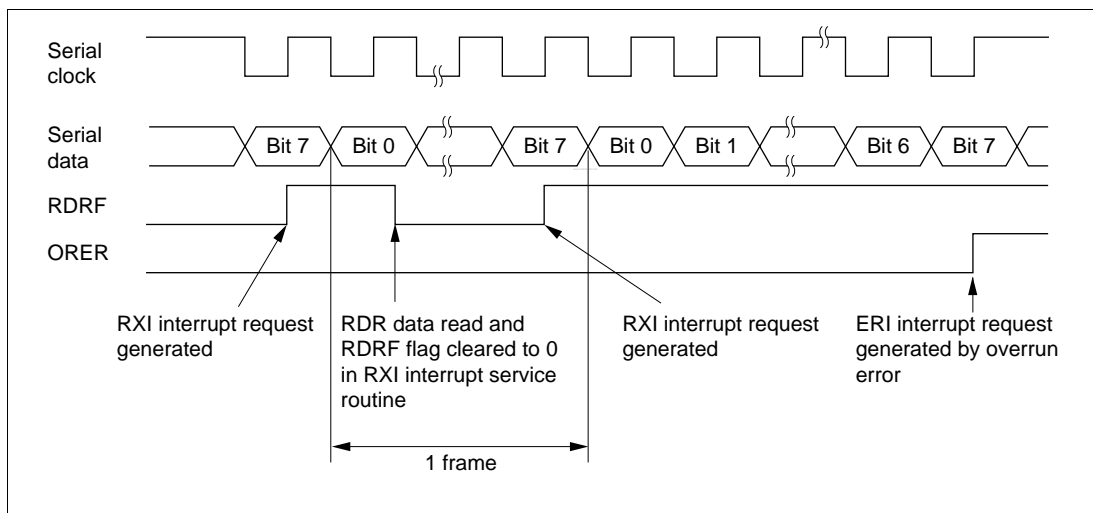 Serial
clock
Serial
data
Bit 7
Bit 0
Bit 7
Bit 0
Bit 1
Bit 6
Bit 7
RDRF
ORER
RXI interrupt request
generated
RDR data read and
RDRF flag cleared to 0
in RXI interrupt service
routine
RXI interrupt request
generated
ERI interrupt request
generated by overrun
error
1 frame